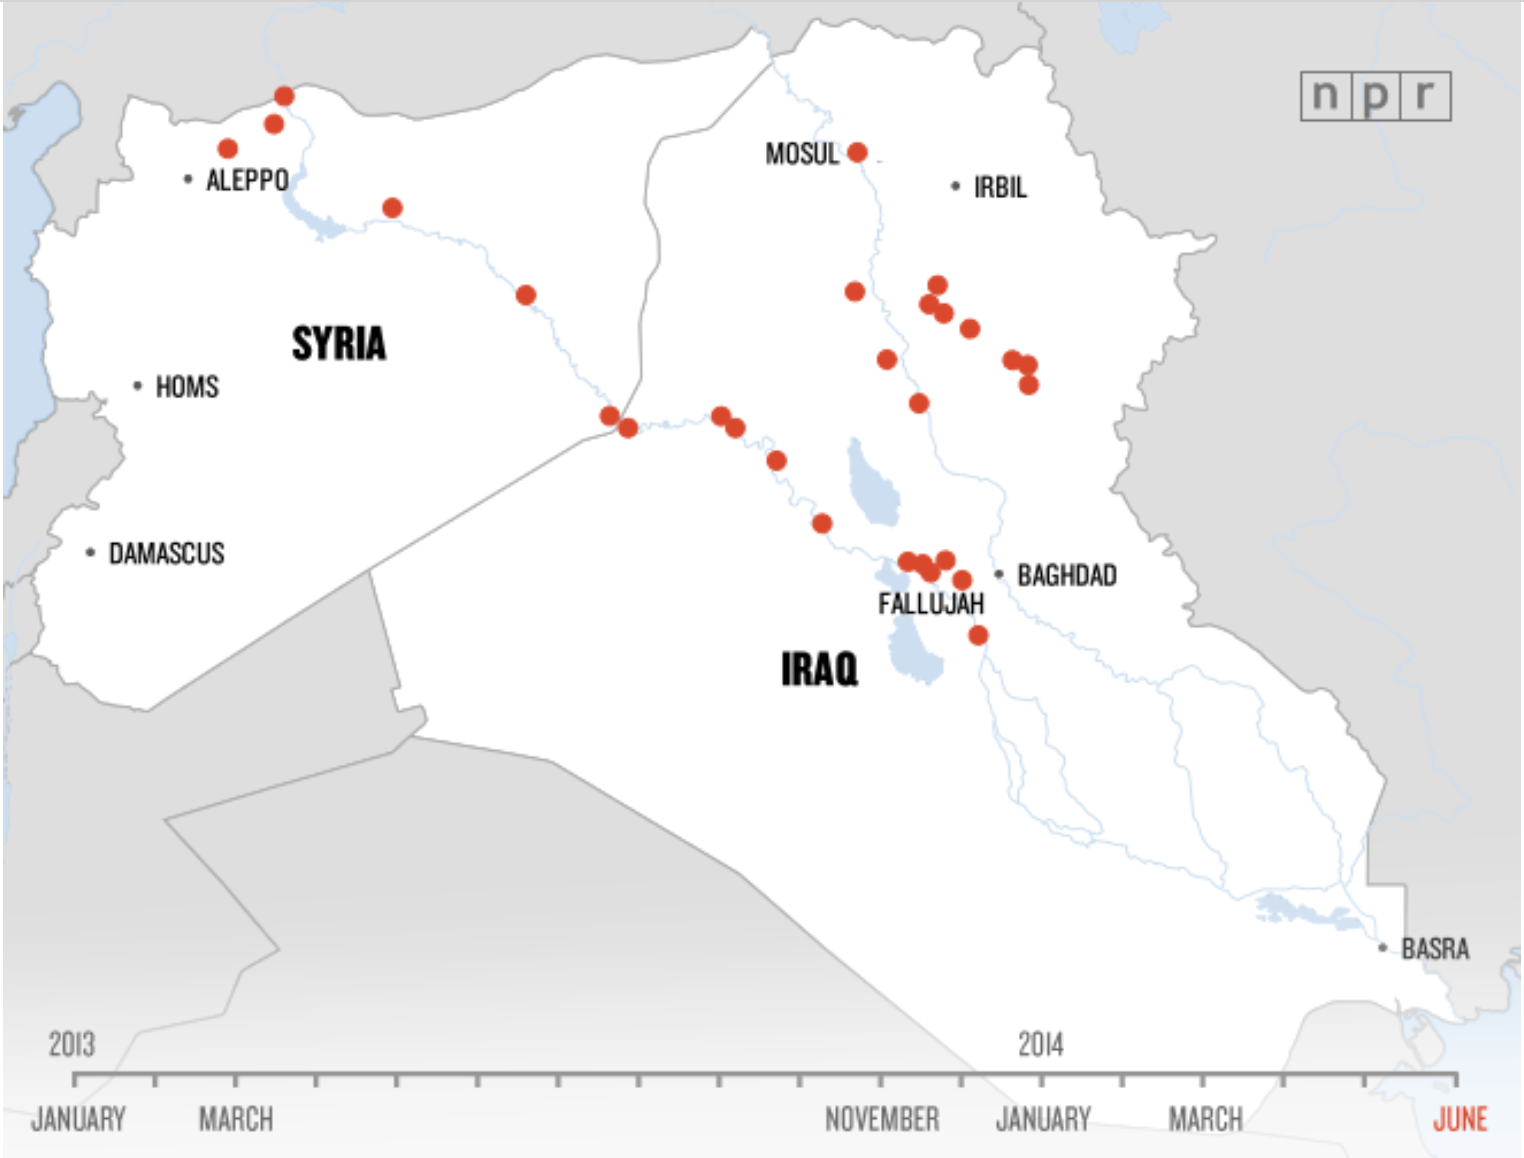 npr
MOSUL
IRBIL
ALEPPO
SYRIA
HOMS
DAMASCUS
BAGHDAD
FALLUJAH
IRAQ
BASRA
2013 2014
JANUARY MARCH NOVEMBER JANUARY MARCH JUNE